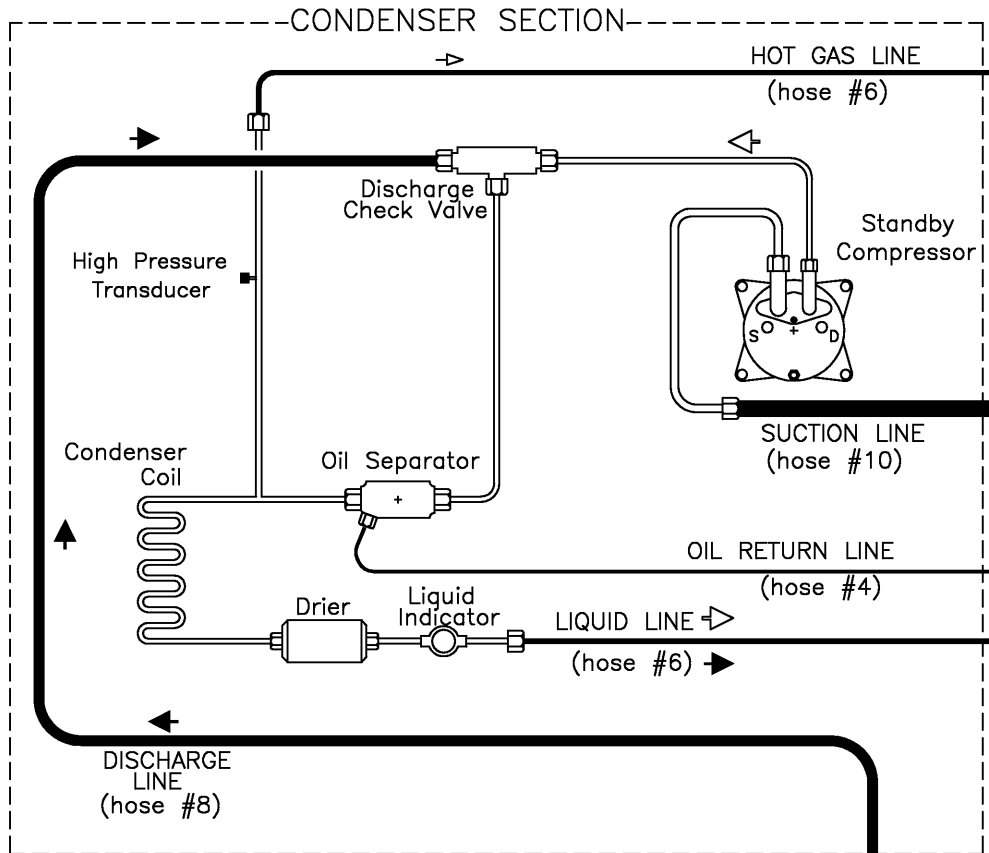 CONDENSER SECTION
HOT GAS LINE
(hose #6)
Discharge
Check Valve
Standby
Compressor
High Pressure
Transducer
S
D
SUCTION LINE
(hose #10)
Condenser
Coil
Oil Separator
OIL RETURN LINE
(hose #4)
Drier
Liquid
Indicator
LIQUID LINE
(hose #6)
DISCHARGE
LINE
(hose #8)